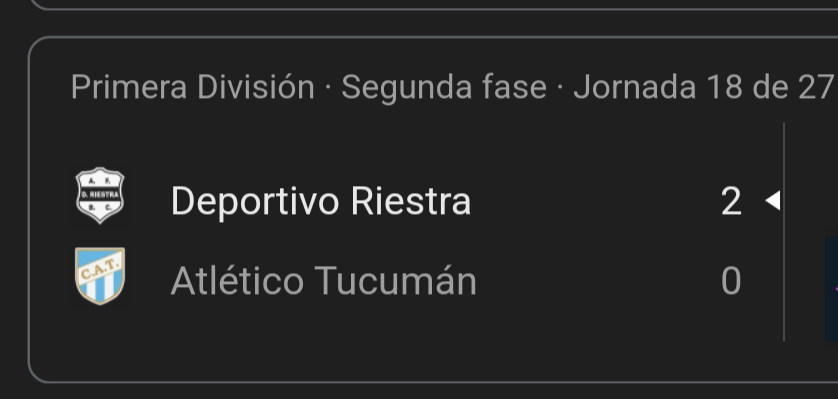 Primera División · Segunda fase · Jornada 18 de 27
A. F.
D. RIESTRA
B. C.
Deportivo Riestra 2
C.A.T.
Atlético Tucumán 0